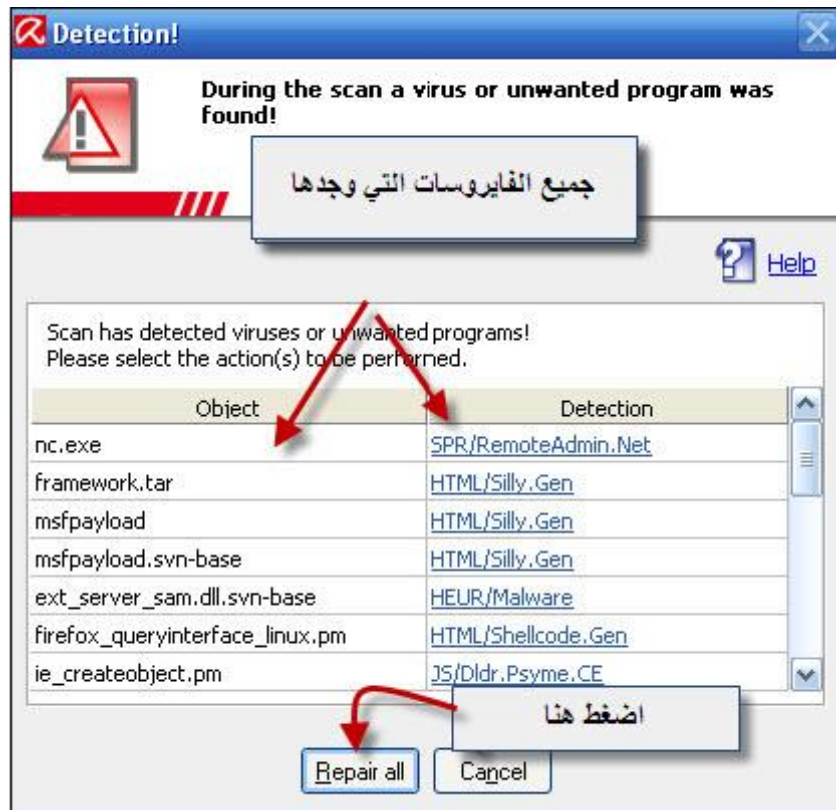 Detection!
During the scan a virus or unwanted program was
found!
جميع الفايروسات التي وجدها
Help
Scan has detected viruses or unwanted programs!
Please select the action(s) to be performed.
Object Detection
nc.exe SPR/RemoteAdmin.Net
framework.tar HTML/Silly.Gen
msfpayload HTML/Silly.Gen
msfpayload.svn-base HTML/Silly.Gen
ext_server_sam.dll.svn-base HEUR/Malware
firefox_queryinterface_linux.pm HTML/Shellcode.Gen
ie_createobject.pm JS/Dldr.Psyme.CE
اضغط هنا
Repair all Cancel